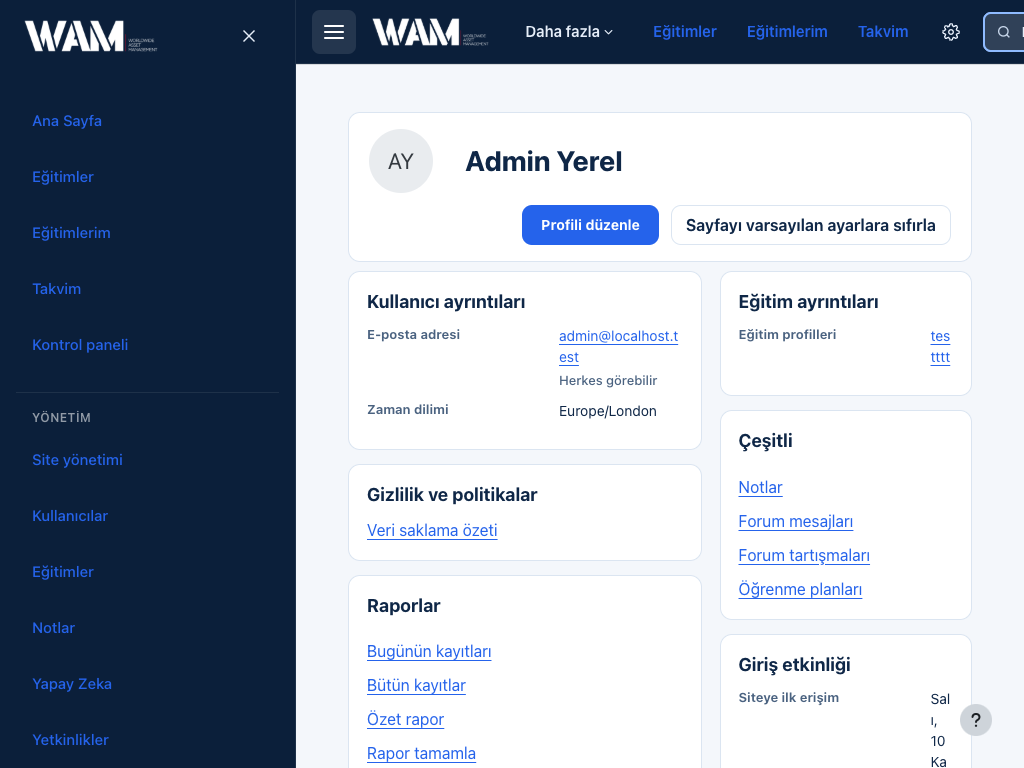 WAM WORLDWIDE ASSET MANAGEMENT
Ana Sayfa
Eğitimler
Eğitimlerim
Takvim
Kontrol paneli
YÖNETİM
Site yönetimi
Kullanıcılar
Eğitimler
Notlar
Yapay Zeka
Yetkinlikler
WAM WORLDWIDE ASSET MANAGEMENT
Daha fazla
Eğitimler
Eğitimlerim
Takvim
AY
Admin Yerel
Profili düzenle
Sayfayı varsayılan ayarlara sıfırla
Kullanıcı ayrıntıları
E-posta adresi
admin@localhost.t
est
Herkes görebilir
Zaman dilimi
Europe/London
Gizlilik ve politikalar
Veri saklama özeti
Raporlar
Bugünün kayıtları
Bütün kayıtlar
Özet rapor
Rapor tamamla
Eğitim ayrıntıları
Eğitim profilleri
tes
tttt
Çeşitli
Notlar
Forum mesajları
Forum tartışmaları
Öğrenme planları
Giriş etkinliği
Siteye ilk erişim
Sal
ı,
10
Ka
?